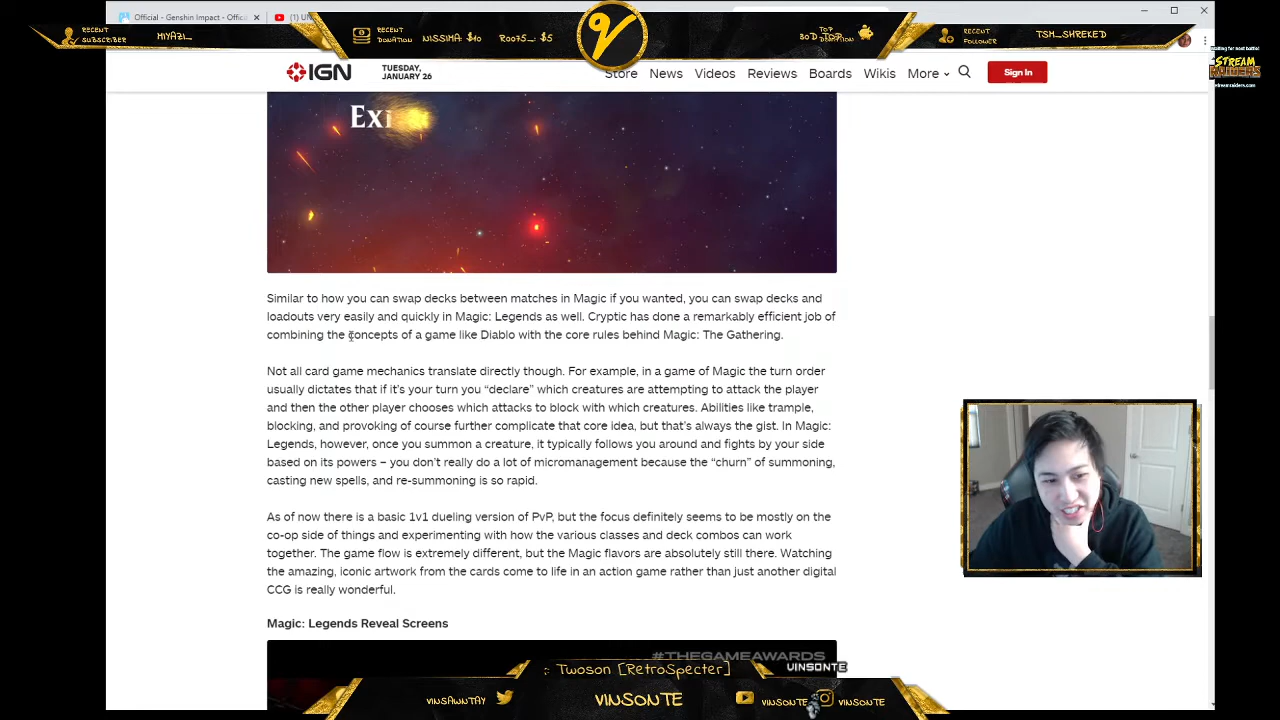 Official - Genshin Impact - Offic
(1) UN
RECENT SUBSCRIBER
MIYAZI_
RECENT DONATION
NISSIMA: $40
ROO75_: $5
TOP DONATION
RECENT FOLLOWER
TSM_SHREKED
Waiting for next battle!
STREAM RAIDERS
streamraiders.com
IGN
TUESDAY, JANUARY 26
Store News Videos Reviews Boards Wikis More
Sign In
Exi
Similar to how you can swap decks between matches in Magic if you wanted, you can swap decks and
loadouts very easily and quickly in Magic: Legends as well. Cryptic has done a remarkably efficient job of
combining the concepts of a game like Diablo with the core rules behind Magic: The Gathering.
Not all card game mechanics translate directly though. For example, in a game of Magic the turn order
usually dictates that if it's your turn you “declare” which creatures are attempting to attack the player
and then the other player chooses which attacks to block with which creatures. Abilities like trample,
blocking, and provoking of course further complicate that core idea, but that's always the gist. In Magic:
Legends, however, once you summon a creature, it typically follows you around and fights by your side
based on its powers – you don't really do a lot of micromanagement because the “churn” of summoning,
casting new spells, and re-summoning is so rapid.
As of now there is a basic 1v1 dueling version of PvP, but the focus definitely seems to be mostly on the
co-op side of things and experimenting with how the various classes and deck combos can work
together. The game flow is extremely different, but the Magic flavors are absolutely still there. Watching
the amazing, iconic artwork from the cards come to life in an action game rather than just another digital
CCG is really wonderful.
Magic: Legends Reveal Screens
#THEGAMEAWARDS
:: Twoson [RetroSpecter]
VINSONTE
VINSAWNTAY
VINSONTE
VINSONTE
VINSONTE